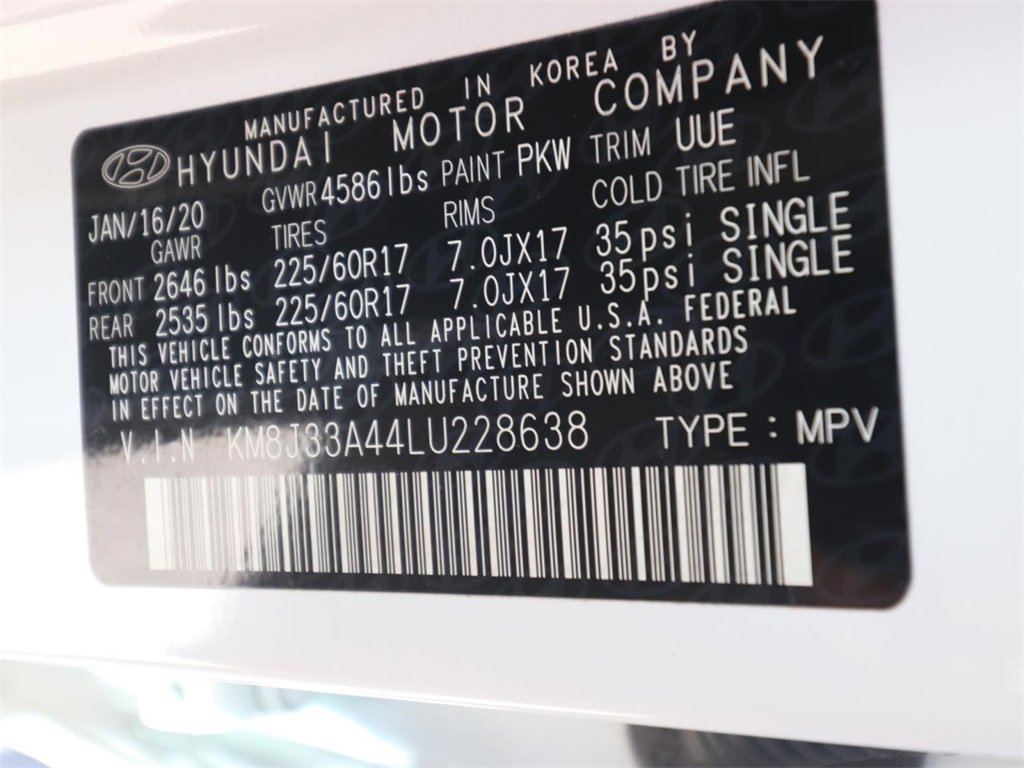 MANUFACTURED IN KOREA BY
HYUNDAI MOTOR COMPANY
JAN/16/20 GVWR 4586 lbs PAINT PKW TRIM UUE
GAWR TIRES RIMS COLD TIRE INFL
FRONT 2646 lbs 225/60R17 7.0JX17 35psi SINGLE
REAR 2535 lbs 225/60R17 7.0JX17 35psi SINGLE
THIS VEHICLE CONFORMS TO ALL APPLICABLE U.S.A. FEDERAL
MOTOR VEHICLE SAFETY AND THEFT PREVENTION STANDARDS
IN EFFECT ON THE DATE OF MANUFACTURE SHOWN ABOVE
V.I.N KM8J33A44LU228638 TYPE : MPV